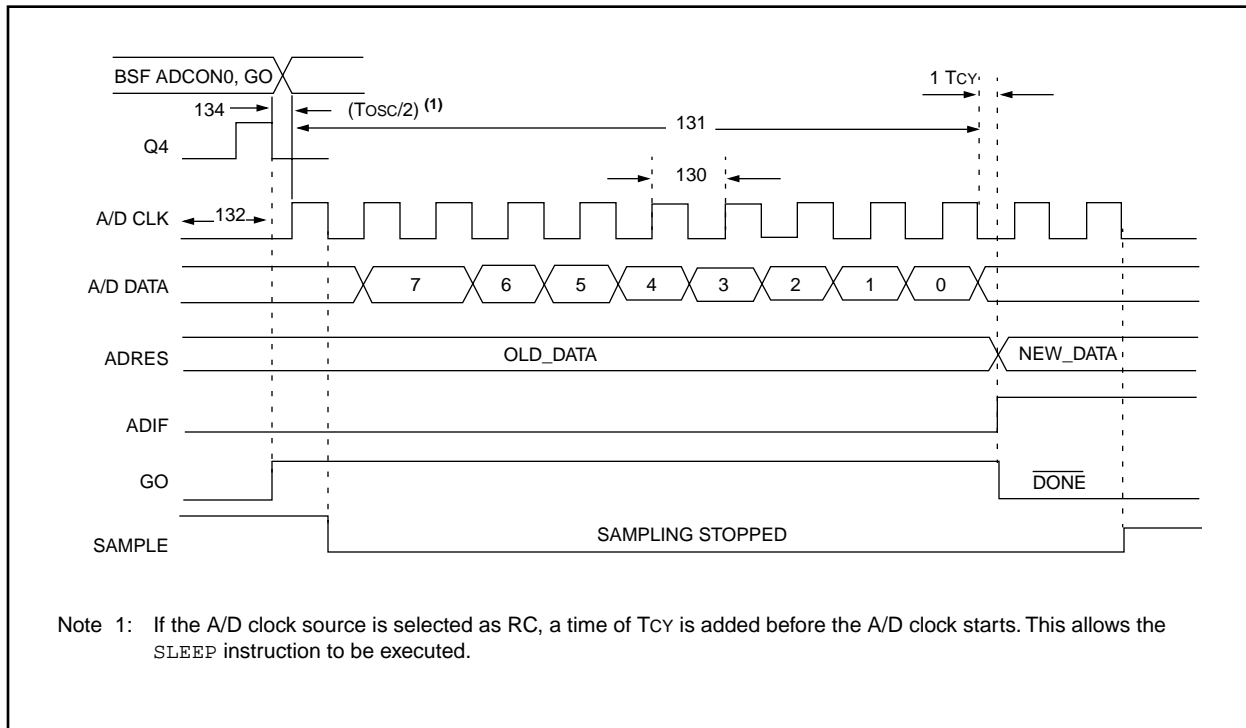 BSF ADCON0, GO
1 TCY
134
(TOSC/2) (1)
131
Q4
130
A/D CLK
132
A/D DATA
7 6 5 4 3 2 1 0
ADRES
OLD_DATA
NEW_DATA
ADIF
GO
DONE
SAMPLE
SAMPLING STOPPED
Note 1: If the A/D clock source is selected as RC, a time of TCY is added before the A/D clock starts. This allows the
SLEEP instruction to be executed.